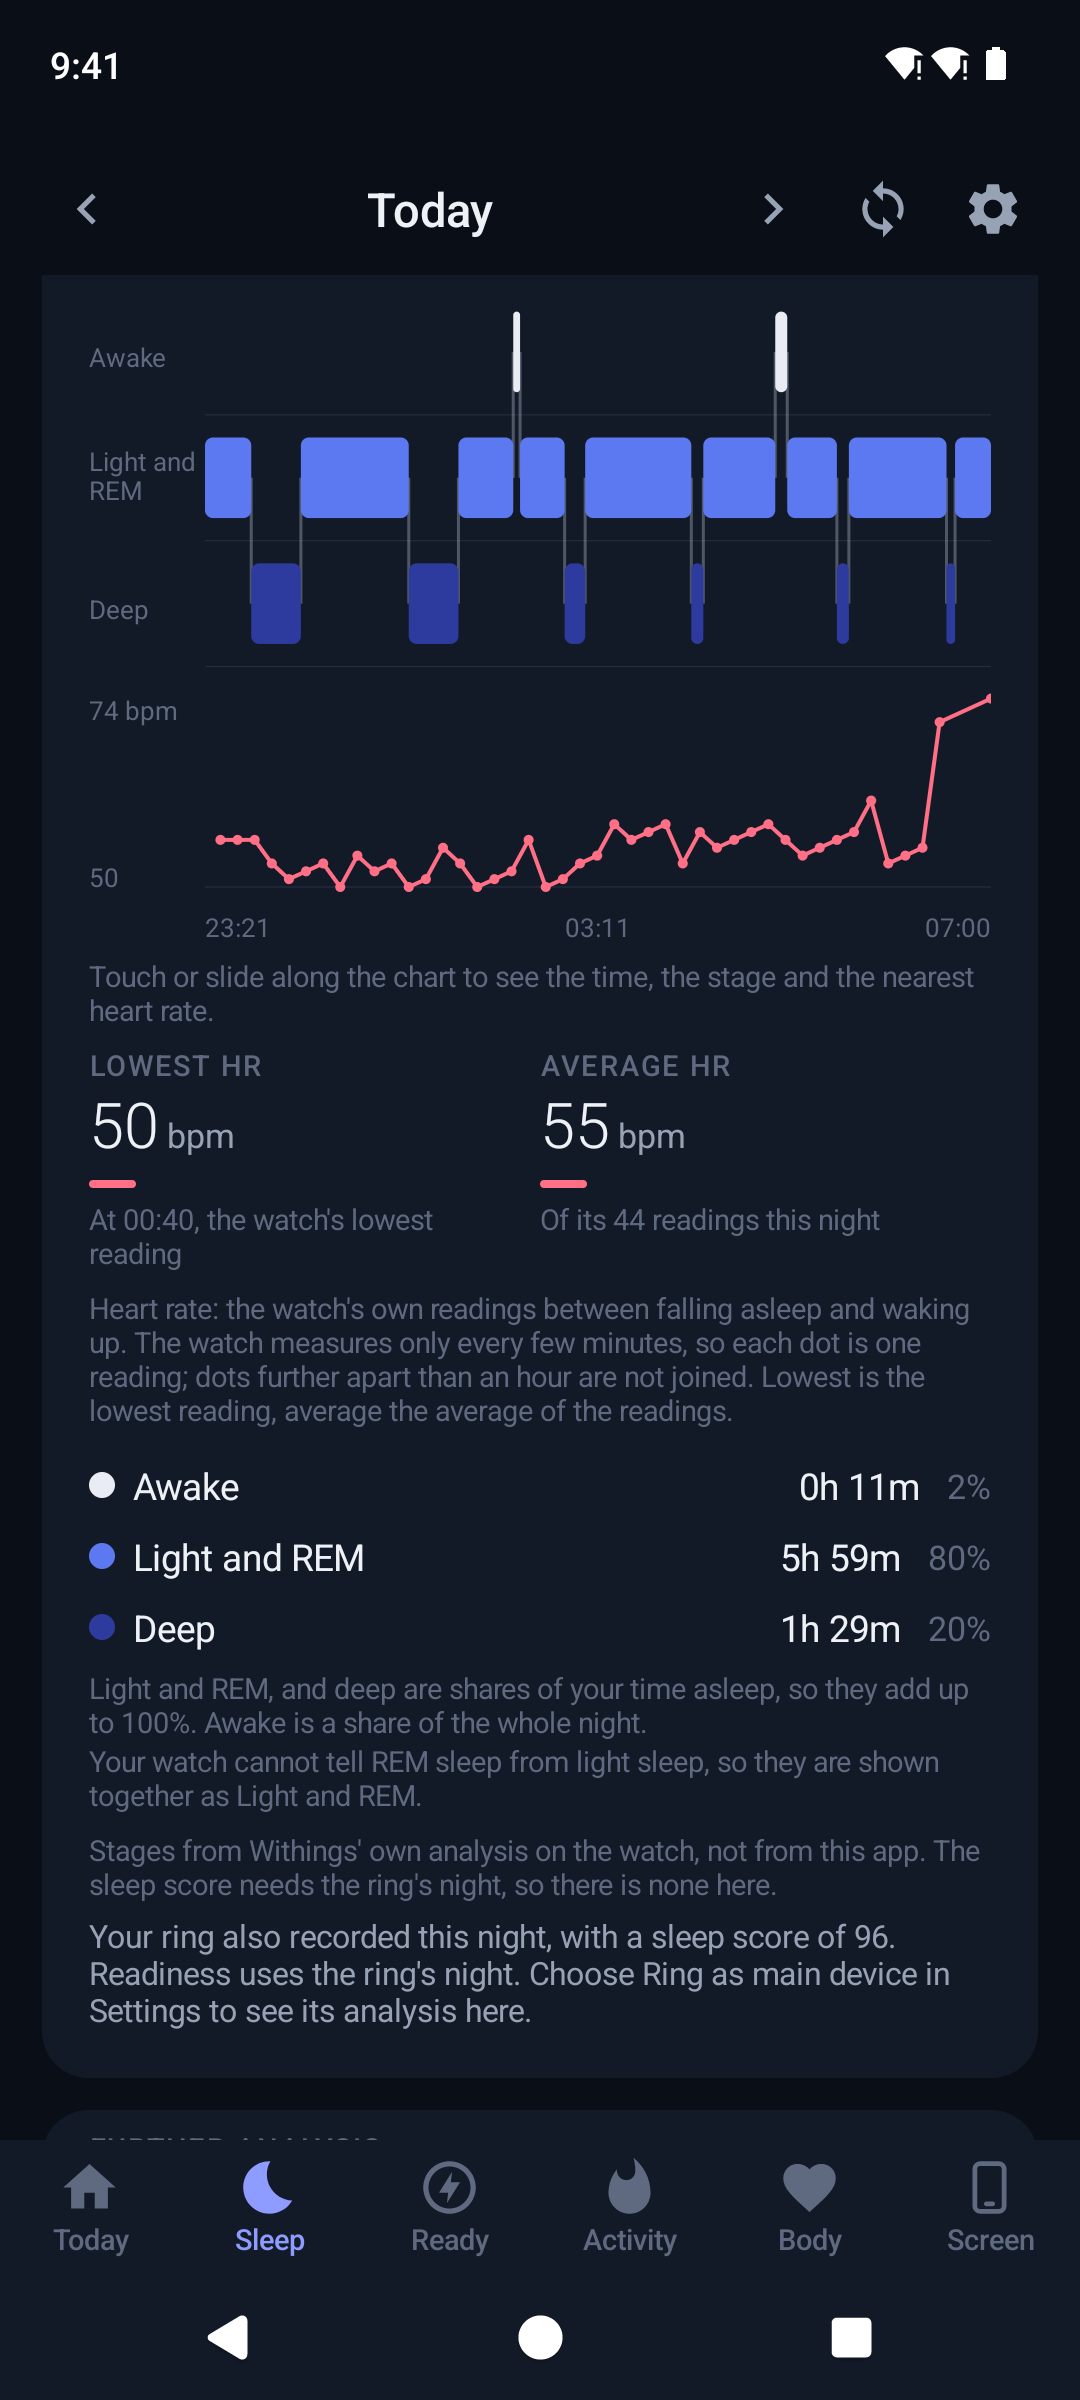 9:41
Today
Awake
Light and
REM
Deep
74 bpm
50
23:21
03:11
07:00
Touch or slide along the chart to see the time, the stage and the nearest
heart rate.
LOWEST HR
AVERAGE HR
50 bpm
55 bpm
At 00:40, the watch's lowest
reading
Of its 44 readings this night
Heart rate: the watch's own readings between falling asleep and waking
up. The watch measures only every few minutes, so each dot is one
reading; dots further apart than an hour are not joined. Lowest is the
lowest reading, average the average of the readings.
Awake 0h 11m 2%
Light and REM 5h 59m 80%
Deep 1h 29m 20%
Light and REM, and deep are shares of your time asleep, so they add up
to 100%. Awake is a share of the whole night.
Your watch cannot tell REM sleep from light sleep, so they are shown
together as Light and REM.
Stages from Withings' own analysis on the watch, not from this app. The
sleep score needs the ring's night, so there is none here.
Your ring also recorded this night, with a sleep score of 96.
Readiness uses the ring's night. Choose Ring as main device in
Settings to see its analysis here.
Today
Sleep
Ready
Activity
Body
Screen